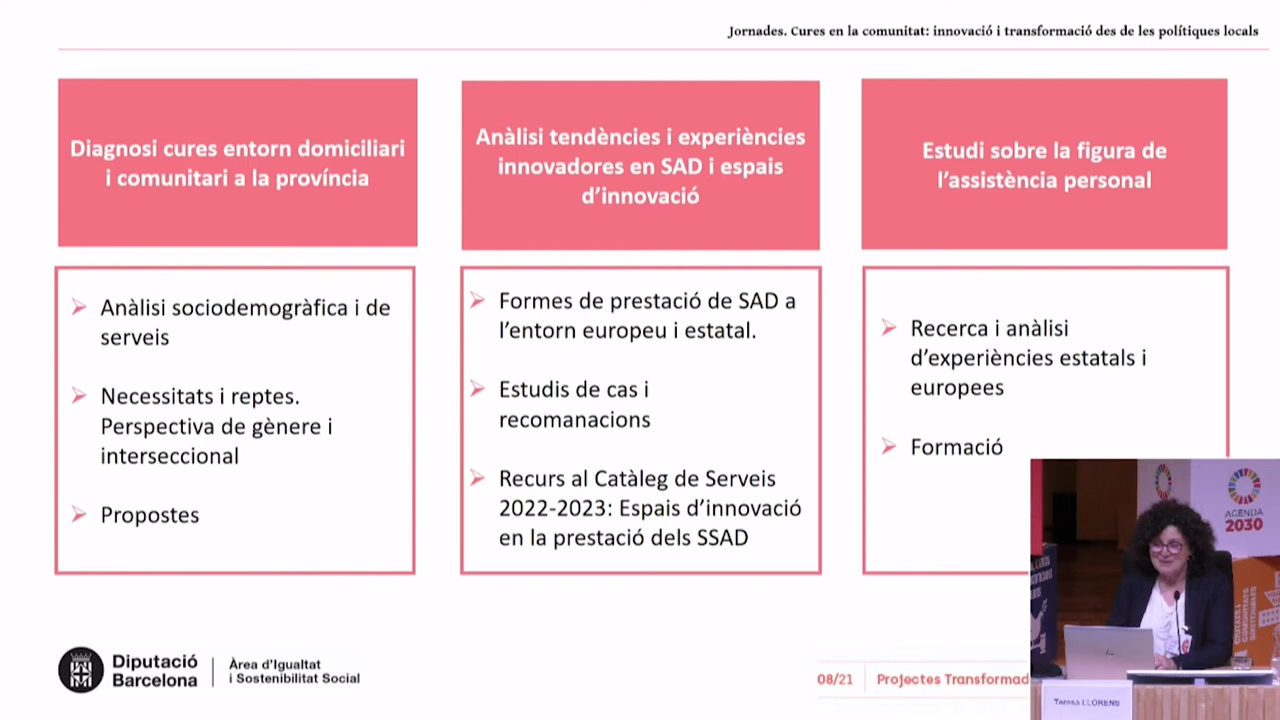 Jornades. Cures en la comunitat: innovació i transformació des de les polítiques locals
Diagnosi cures entorn domiciliari
i comunitari a la província
Anàlisi tendències i experiències
innovadores en SAD i espais
d'innovació
Estudi sobre la figura de
l'assistència personal
Anàlisi sociodemogràfica i de
serveis
Necessitats i reptes.
Perspectiva de gènere i
interseccional
Propostes
Formes de prestació de SAD a
l'entorn europeu i estatal.
Estudis de cas i
recomanacions
Recurs al Catàleg de Serveis
2022-2023: Espais d'innovació
en la prestació dels SSAD
Recerca i anàlisi
d'experiències estatals i
europees
Formació
AGENDA
2030
CIUTATS I
COMUNITATS
SOSTENIBLES
Diputació
Barcelona
Àrea d'Igualtat
i Sostenibilitat Social
08/21
Projectes Transformad
Teresa LLORENS